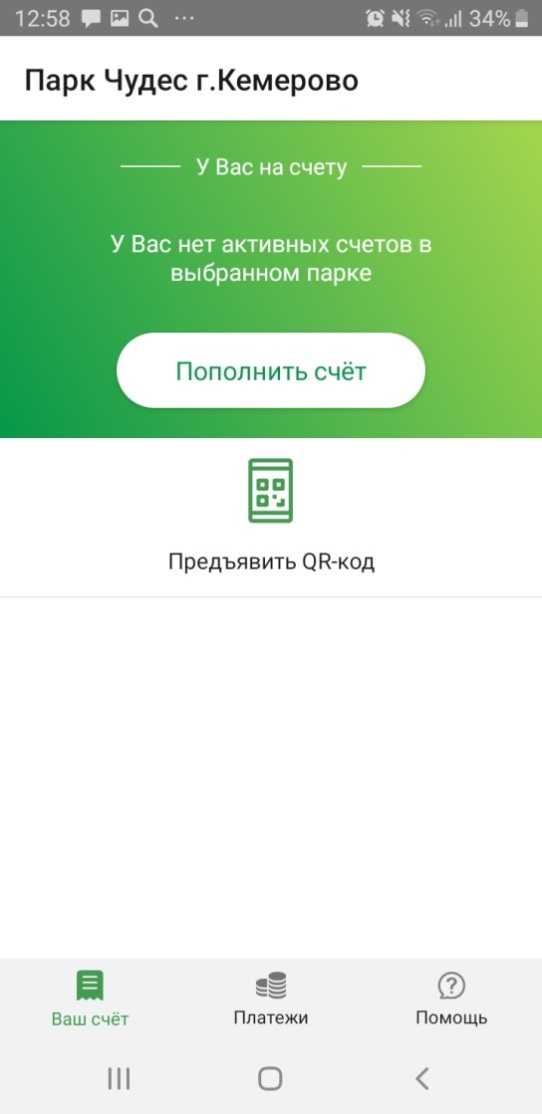 12:58 34%
Парк Чудес г.Кемерово
У Вас на счету
У Вас нет активных счетов в
выбранном парке
Пополнить счёт
Предъявить QR-код
Ваш счёт Платежи Помощь